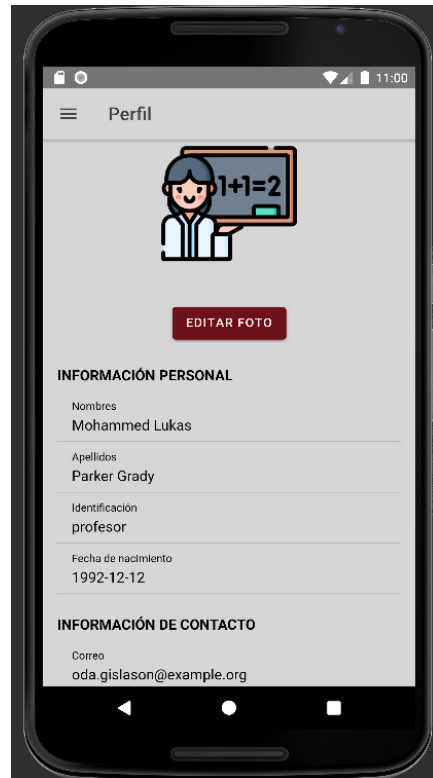 11:00
Perfil
1+1=2
EDITAR FOTO
INFORMACIÓN PERSONAL
Nombres
Mohammed Lukas
Apellidos
Parker Grady
Identificación
profesor
Fecha de nacimiento
1992-12-12
INFORMACIÓN DE CONTACTO
Correo
oda.gislason@example.org